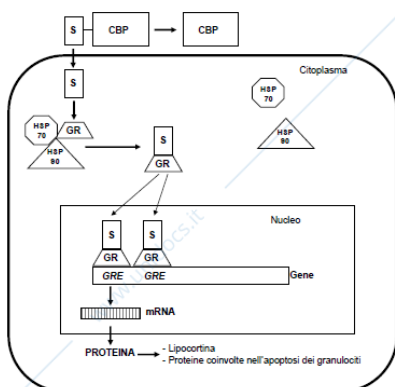 S CBP CBP
Citoplasma
S
HSP
70
GR
HSP
90
S
GR
HSP
70
HSP
90
Nucleo
S S
GR GR
GRE GRE Gene
mRNA
PROTEINA
- Lipocortina
- Proteine coinvolte nell'apoptosi dei granulociti